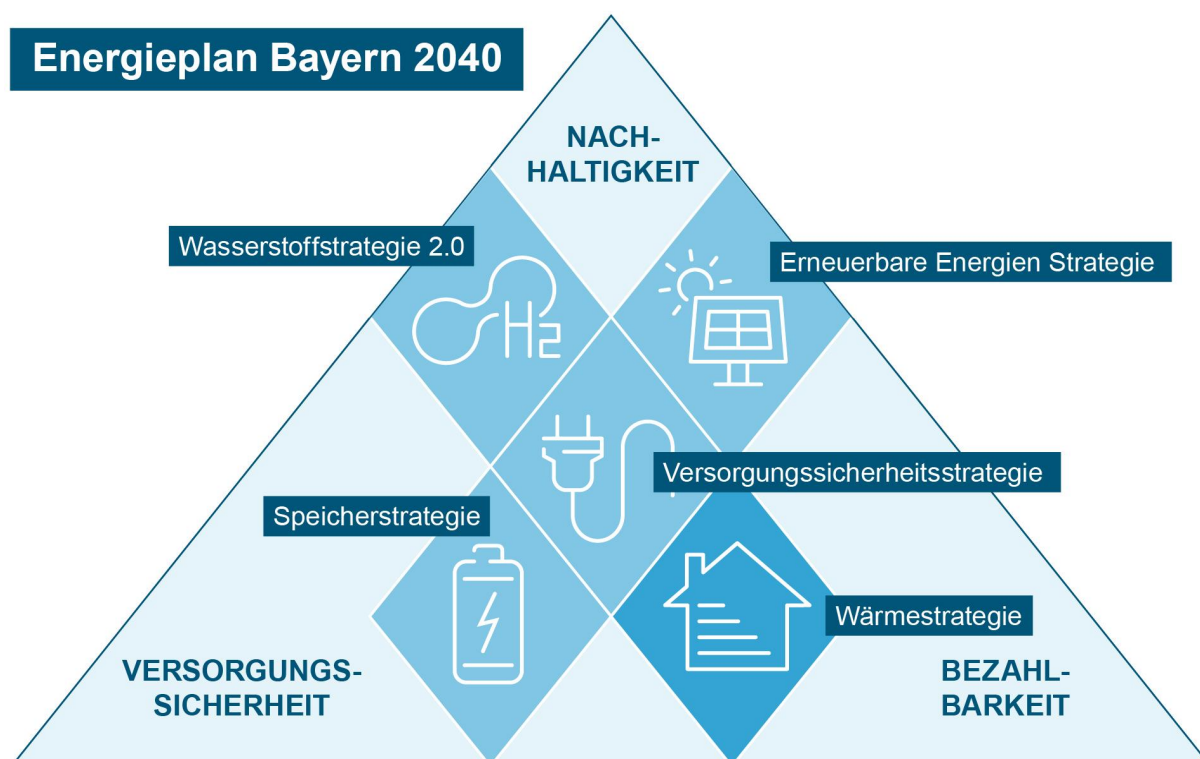 Energieplan Bayern 2040
NACH-
HALTIGKEIT
Wasserstoffstrategie 2.0
Erneuerbare Energien Strategie
H2
Versorgungssicherheitsstrategie
Speicherstrategie
Wärmestrategie
VERSORGUNGS-
SICHERHEIT
BEZAHL-
BARKEIT